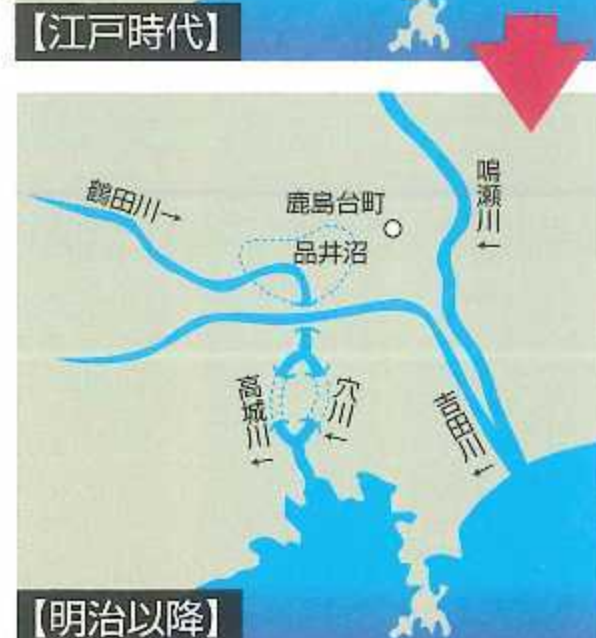 【江戸時代】
鶴田川→
鹿島台町
品井沼
鳴瀬川↓
高城川↓
穴川↓
吉田川↓
【明治以降】